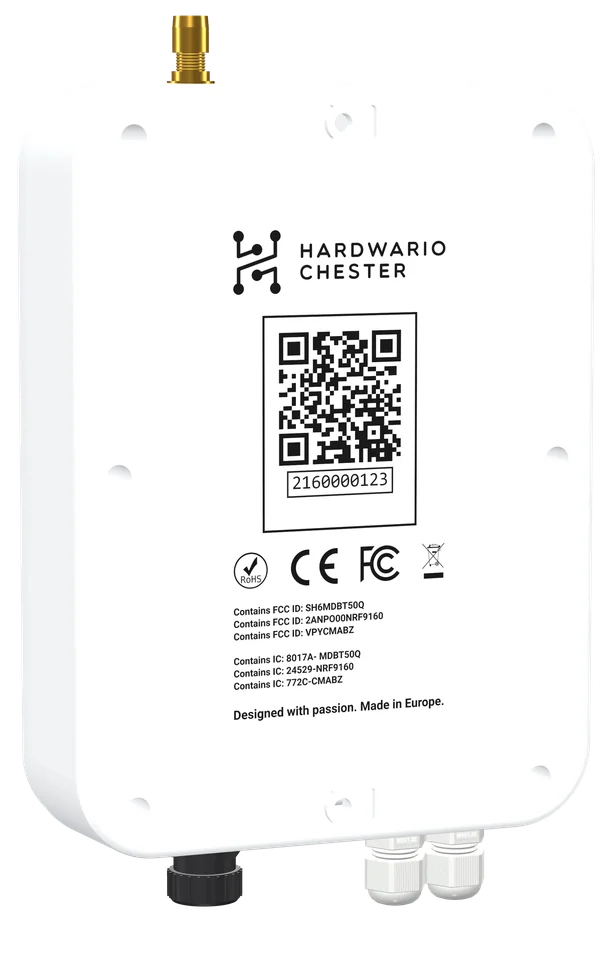 HARDWARIO
CHESTER
2160000123
RoHS
CE FC
Contains FCC ID: SH6MDBT50Q
Contains FCC ID: 2ANPO00NRF9160
Contains FCC ID: VPYCMABZ
Contains IC: 8017A- MDBT50Q
Contains IC: 24529-NRF9160
Contains IC: 772C-CMABZ
Designed with passion. Made in Europe.